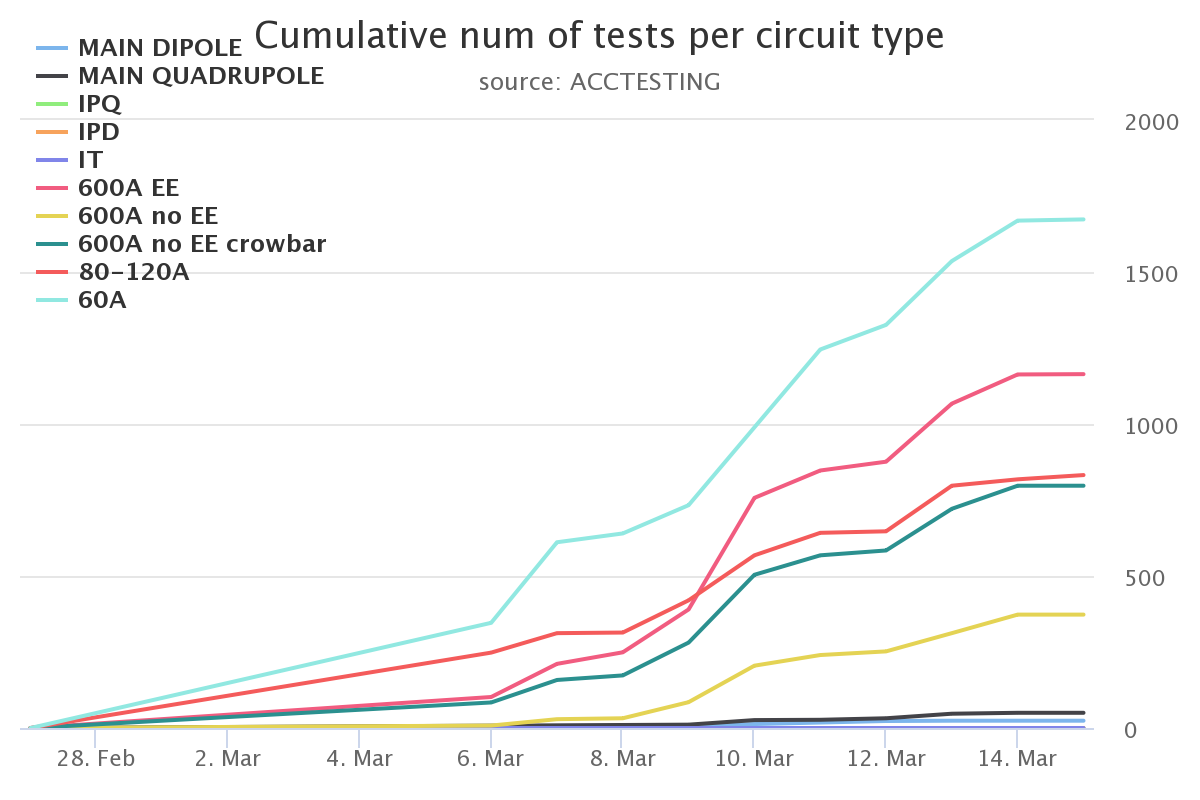 Cumulative num of tests per circuit type
source: ACCTESTING
MAIN DIPOLE
MAIN QUADRUPOLE
IPQ
IPD
IT
600A EE
600A no EE
600A no EE crowbar
80-120A
60A
2000
1500
1000
500
0
28. Feb 2. Mar 4. Mar 6. Mar 8. Mar 10. Mar 12. Mar 14. Mar